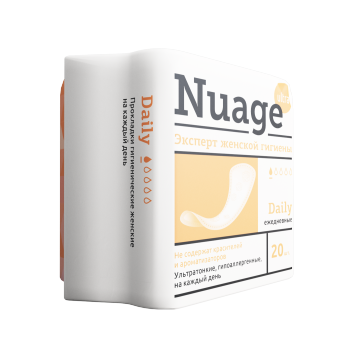 Nuage
Эксперт женской гигиены
Daily
ежедневные
Не содержат красителей
и ароматизаторов
20 шт.
Ультратонкие, гипоаллергенные,
на каждый день
Daily
Прокладки гигиенические женские
на каждый день